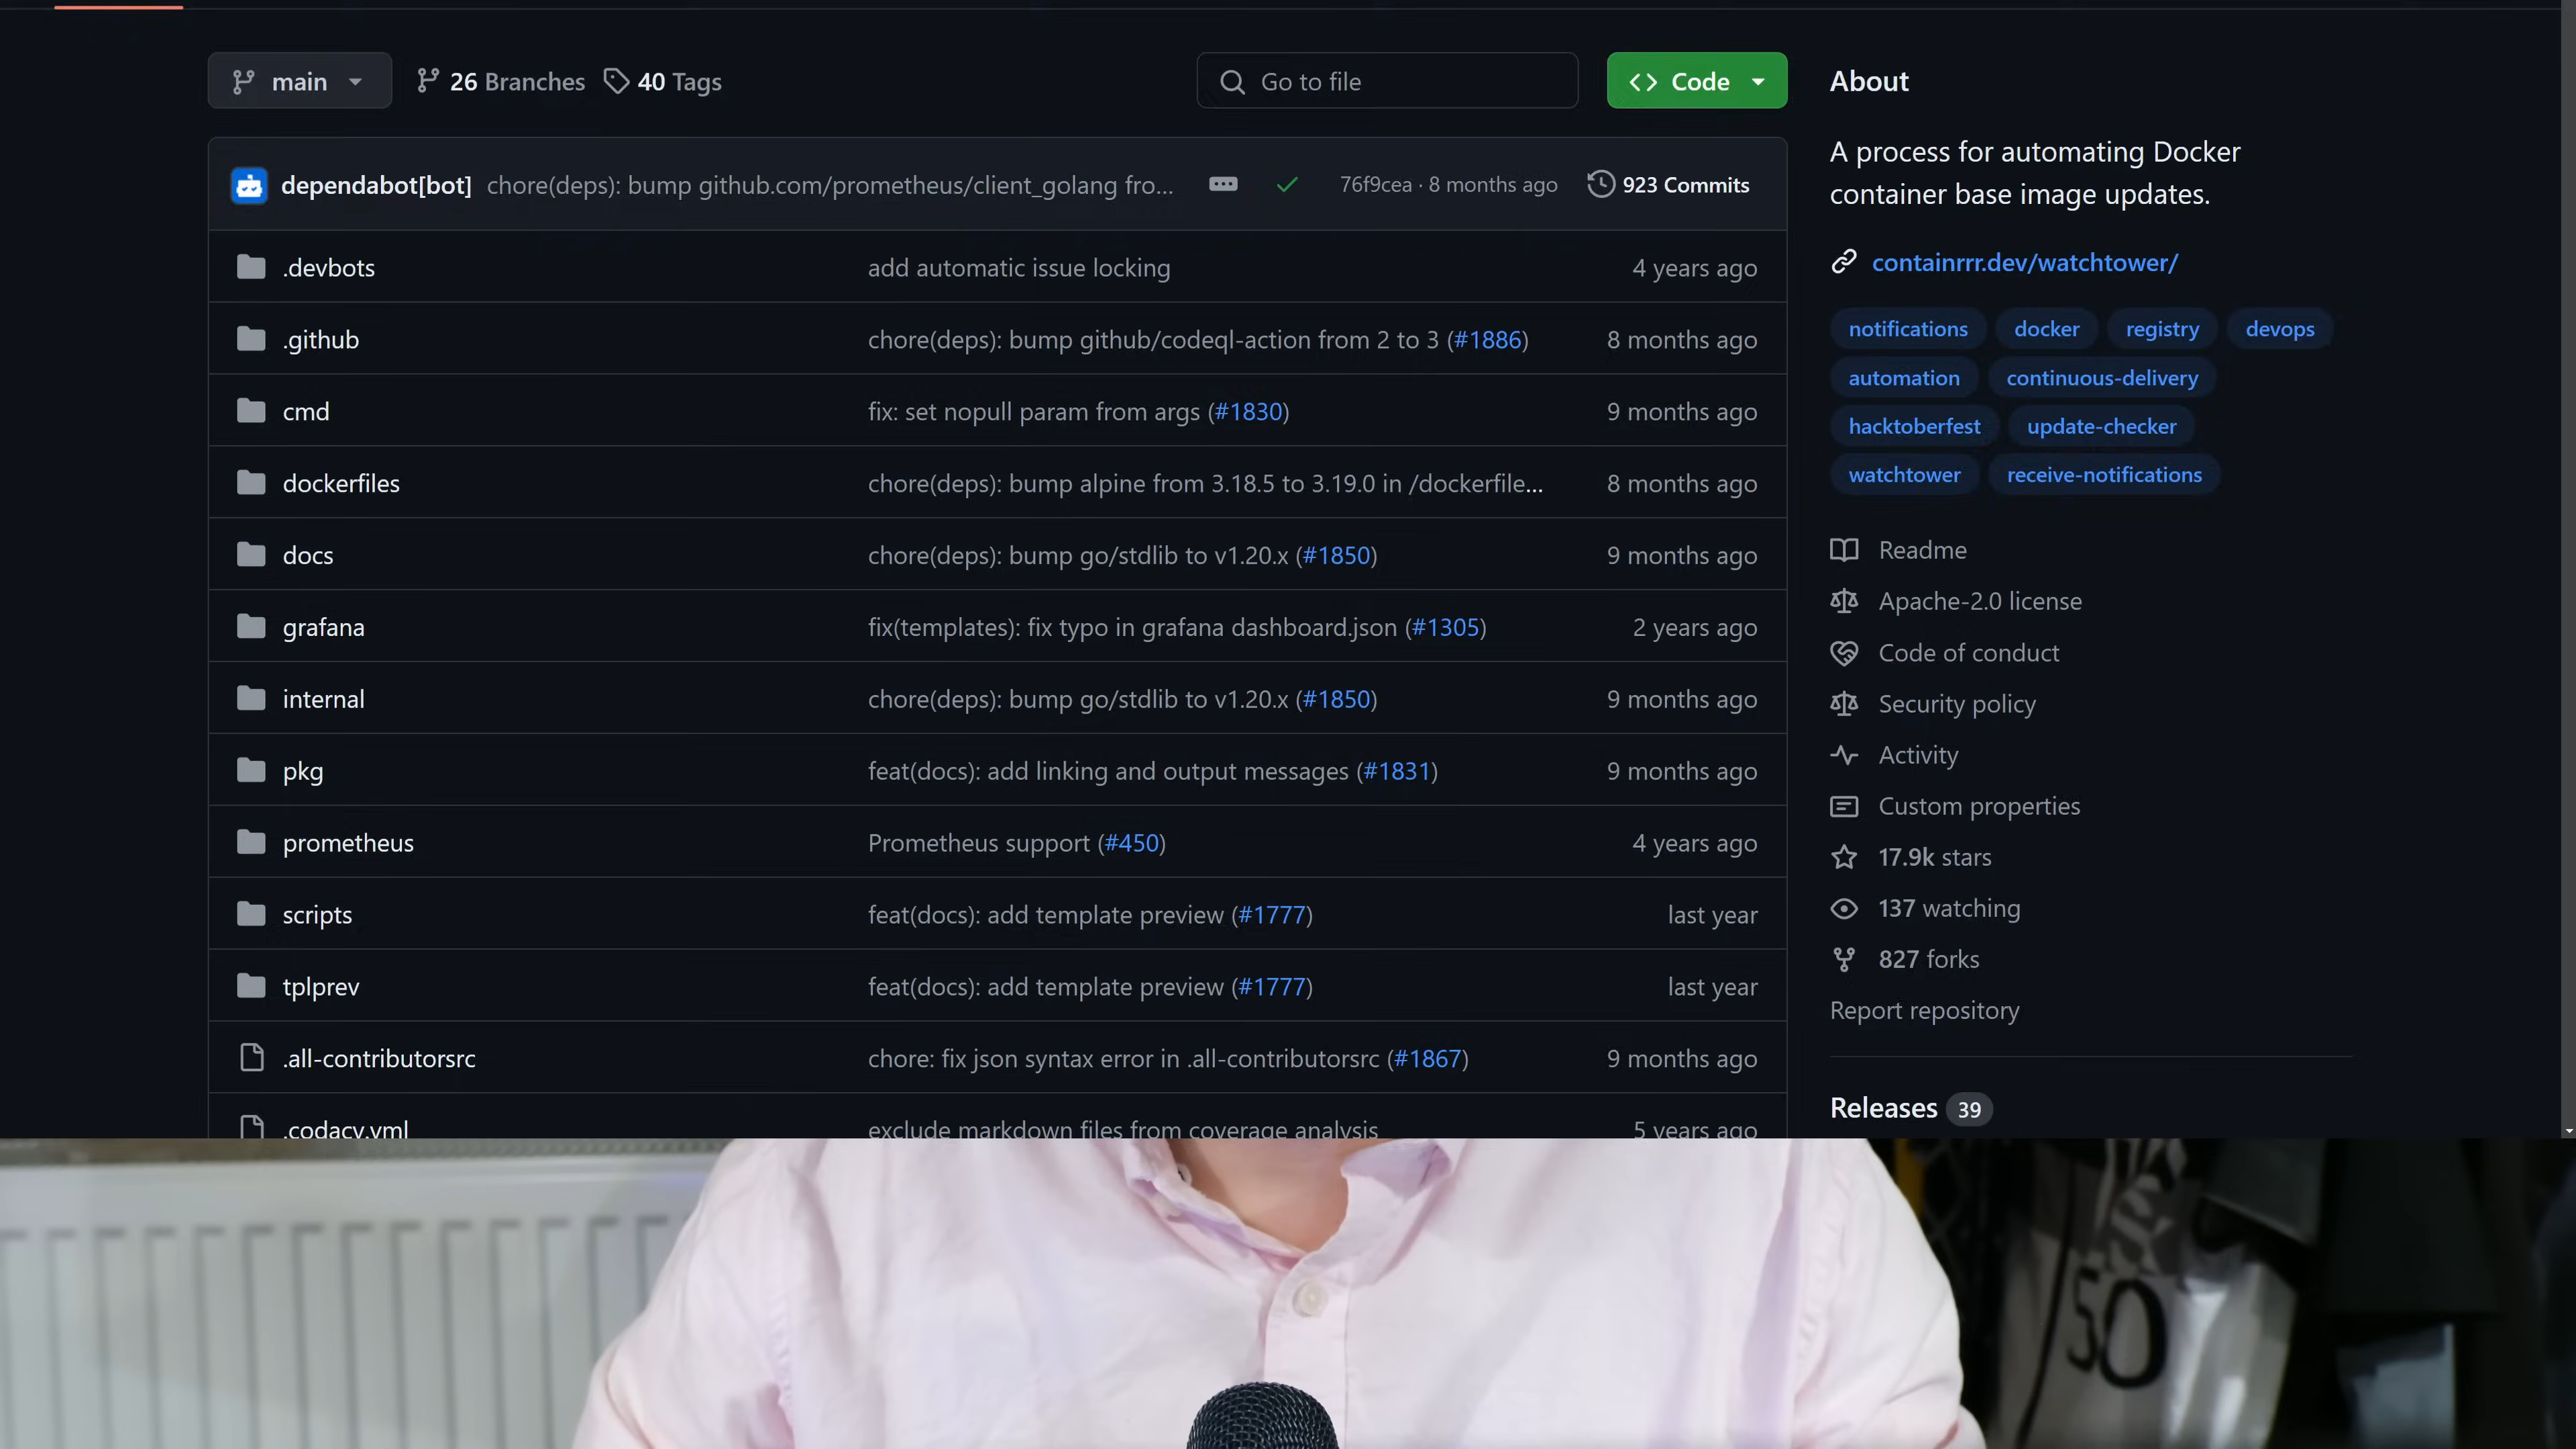 main 26 Branches 40 Tags Go to file Code
dependabot[bot] chore(deps): bump github.com/prometheus/client_golang fro... 76f9cea · 8 months ago 923 Commits
.devbots add automatic issue locking 4 years ago
.github chore(deps): bump github/codeql-action from 2 to 3 (#1886) 8 months ago
cmd fix: set nopull param from args (#1830) 9 months ago
dockerfiles chore(deps): bump alpine from 3.18.5 to 3.19.0 in /dockerfile... 8 months ago
docs chore(deps): bump go/stdlib to v1.20.x (#1850) 9 months ago
grafana fix(templates): fix typo in grafana dashboard.json (#1305) 2 years ago
internal chore(deps): bump go/stdlib to v1.20.x (#1850) 9 months ago
pkg feat(docs): add linking and output messages (#1831) 9 months ago
prometheus Prometheus support (#450) 4 years ago
scripts feat(docs): add template preview (#1777) last year
tplprev feat(docs): add template preview (#1777) last year
.all-contributorsrc chore: fix json syntax error in .all-contributorsrc (#1867) 9 months ago
.codacy.yml exclude markdown files from coverage analysis 5 years ago
About
A process for automating Docker
container base image updates.
containrrr.dev/watchtower/
notifications docker registry devops
automation continuous-delivery
hacktoberfest update-checker
watchtower receive-notifications
Readme
Apache-2.0 license
Code of conduct
Security policy
Activity
Custom properties
17.9k stars
137 watching
827 forks
Report repository
Releases 39
50